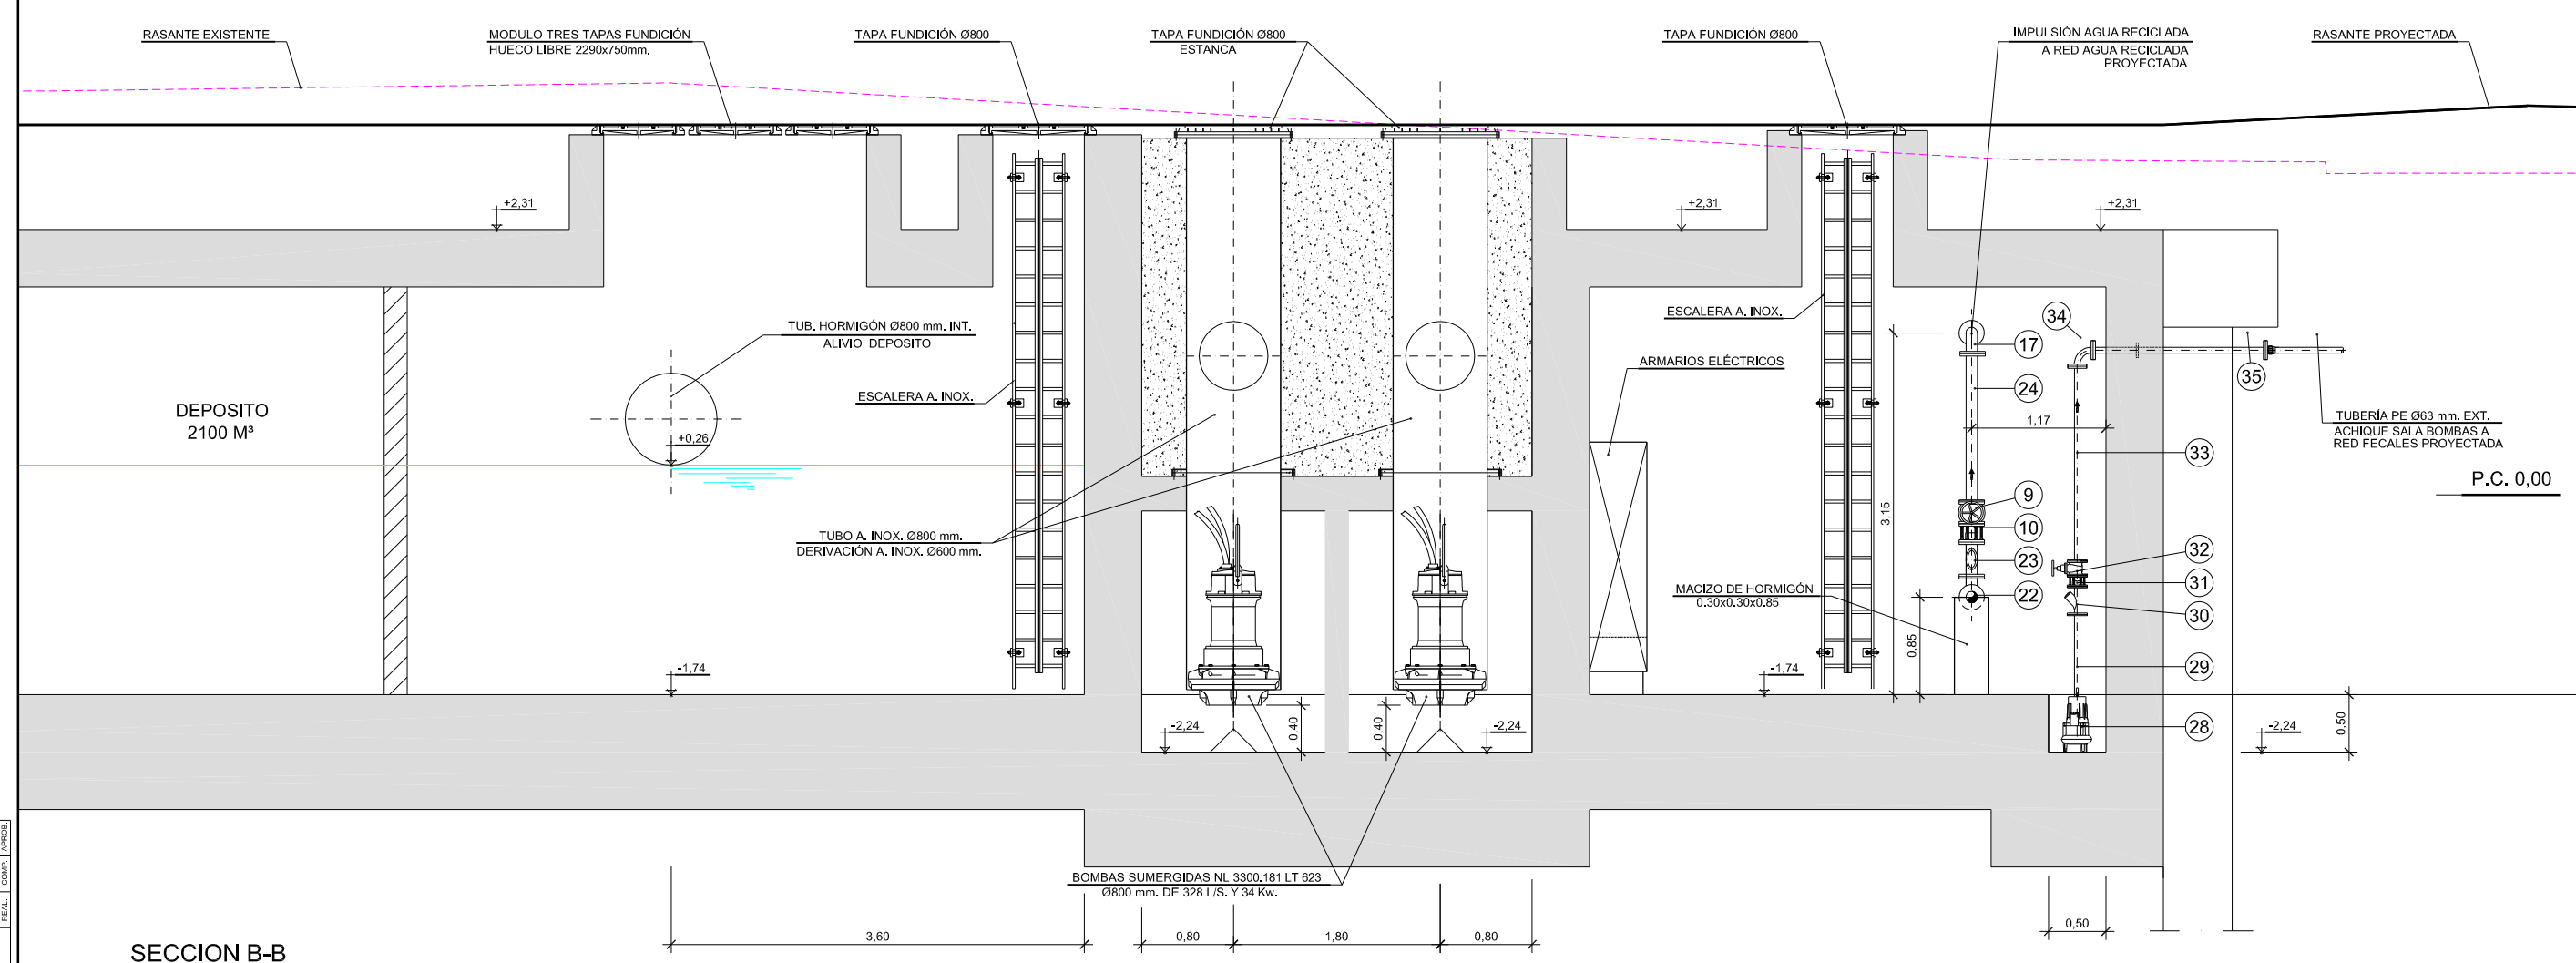 RASANTE EXISTENTE
MODULO TRES TAPAS FUNDICIÓN
HUECO LIBRE 2290x750mm.
TAPA FUNDICIÓN Ø800
TAPA FUNDICIÓN Ø800
ESTANCA
TAPA FUNDICIÓN Ø800
IMPULSIÓN AGUA RECICLADA
A RED AGUA RECICLADA
PROYECTADA
RASANTE PROYECTADA
+2,31
+2,31
+2,31
TUB. HORMIGÓN Ø800 mm. INT.
ALIVIO DEPOSITO
ESCALERA A. INOX.
ESCALERA A. INOX.
ARMARIOS ELÉCTRICOS
DEPOSITO
2100 M³
+0,26
17
24
34
35
1,17
33
TUBERÍA PE Ø63 mm. EXT.
ACHIQUE SALA BOMBAS A
RED FECALES PROYECTADA
P.C. 0,00
3,15
9
10
23
22
32
31
30
29
28
TUBO A. INOX. Ø800 mm.
DERIVACIÓN A. INOX. Ø600 mm.
MACIZO DE HORMIGÓN
0.30x0.30x0.85
0,85
-1,74
-1,74
-2,24
0,40
0,40
-2,24
-2,24
0,50
BOMBAS SUMERGIDAS NL 3300.181 LT 623
Ø800 mm. DE 328 L/S. Y 34 Kw.
3,60
0,80
1,80
0,80
0,50
SECCION B-B
APROB.
COMP.
REAL.